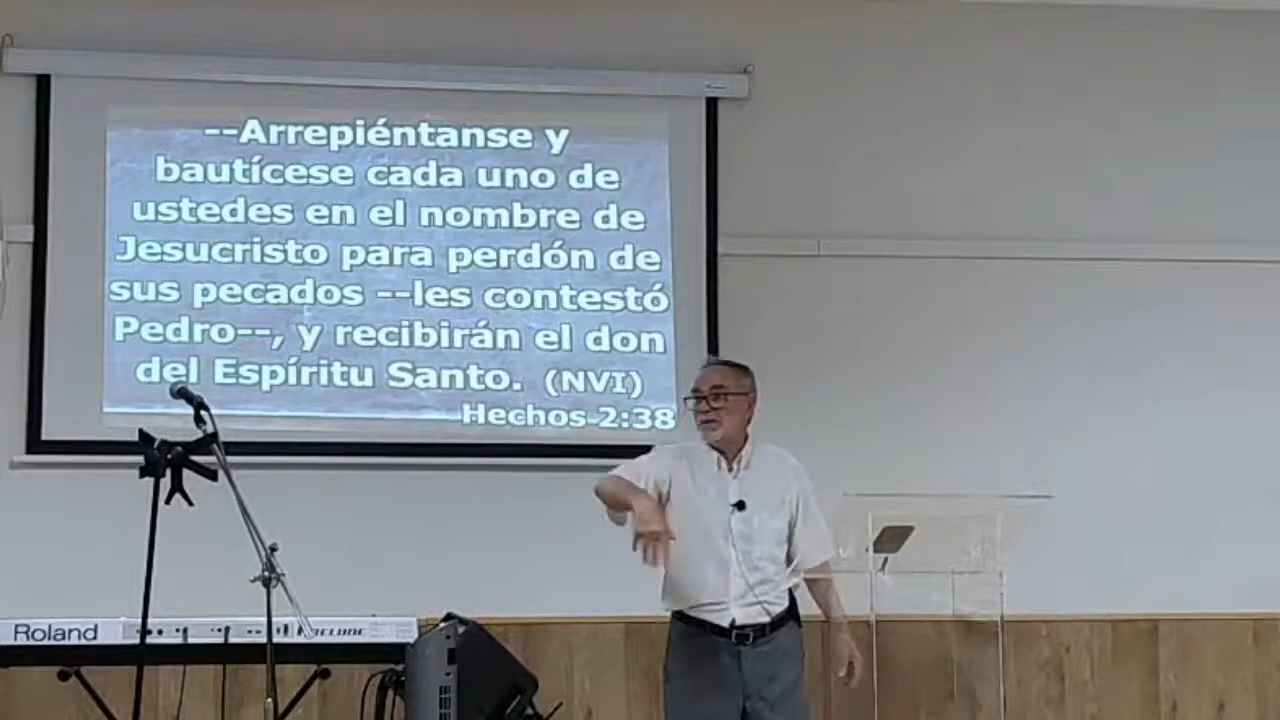 --Arrepiéntanse y
bautícese cada uno de
ustedes en el nombre de
Jesucristo para perdón de
sus pecados --les contestó
Pedro--, y recibirán el don
del Espíritu Santo. (NVI)
Hechos 2:38
Roland